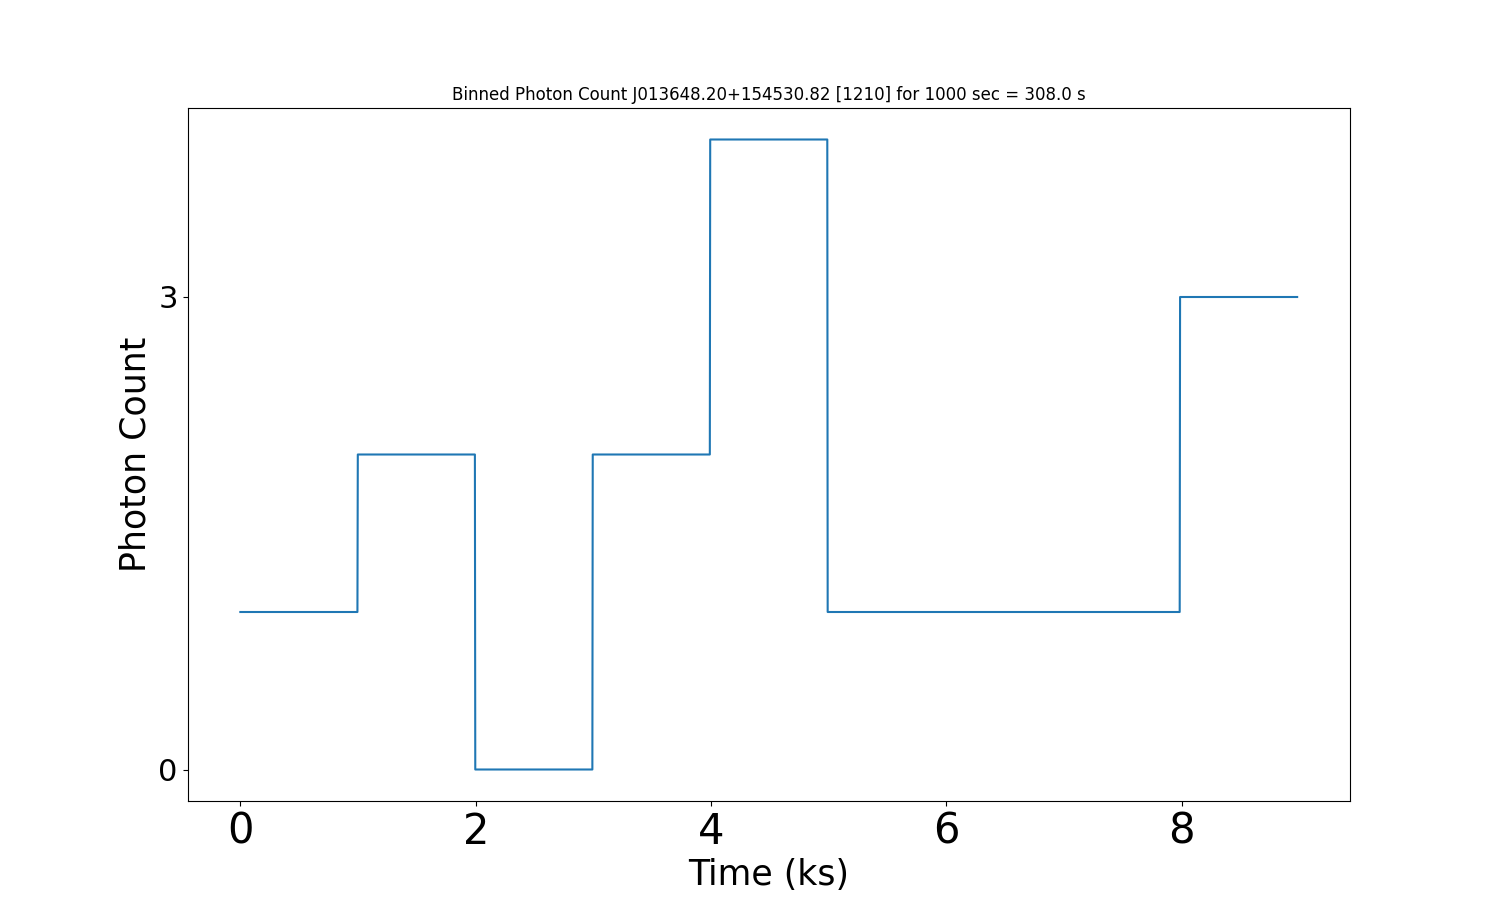 Binned Photon Count J013648.20+154530.82 [1210] for 1000 sec = 308.0 s
3
Photon Count
0
0 2 4 6 8
Time (ks)